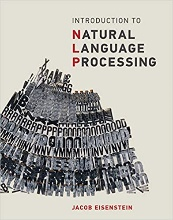 INTRODUCTION TO
NATURAL
LANGUAGE
PROCESSING
JACOB EISENSTEIN